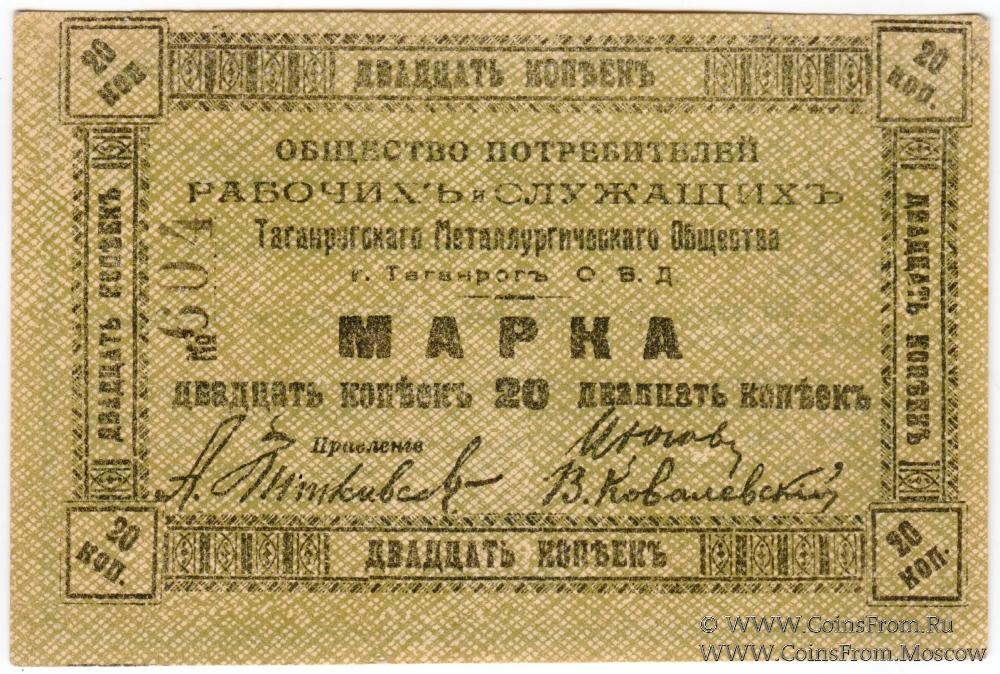 20 КОП
ДВАДЦАТЬ КОПѢЕКЪ
20 КОП.
ОБЩЕСТВО ПОТРЕБИТЕЛЕЙ
РАБОЧИХЪ и СЛУЖАЩИХЪ
Таганрогскаго Металлургическаго Общества
г. Таганрогъ О. В. Д
ДВАДЦАТЬ КОПѢЕКЪ
№ 504
ДВАДЦАТЬ КОПѢЕКЪ
МАРКА
двадцать копѣекъ 20 двадцать копѣекъ
Правленіе
В. Ковалевский
20 КОП.
ДВАДЦАТЬ КОПѢЕКЪ
20 КОП.
© WWW.CoinsFrom.Ru
WWW.CoinsFrom.Moscow